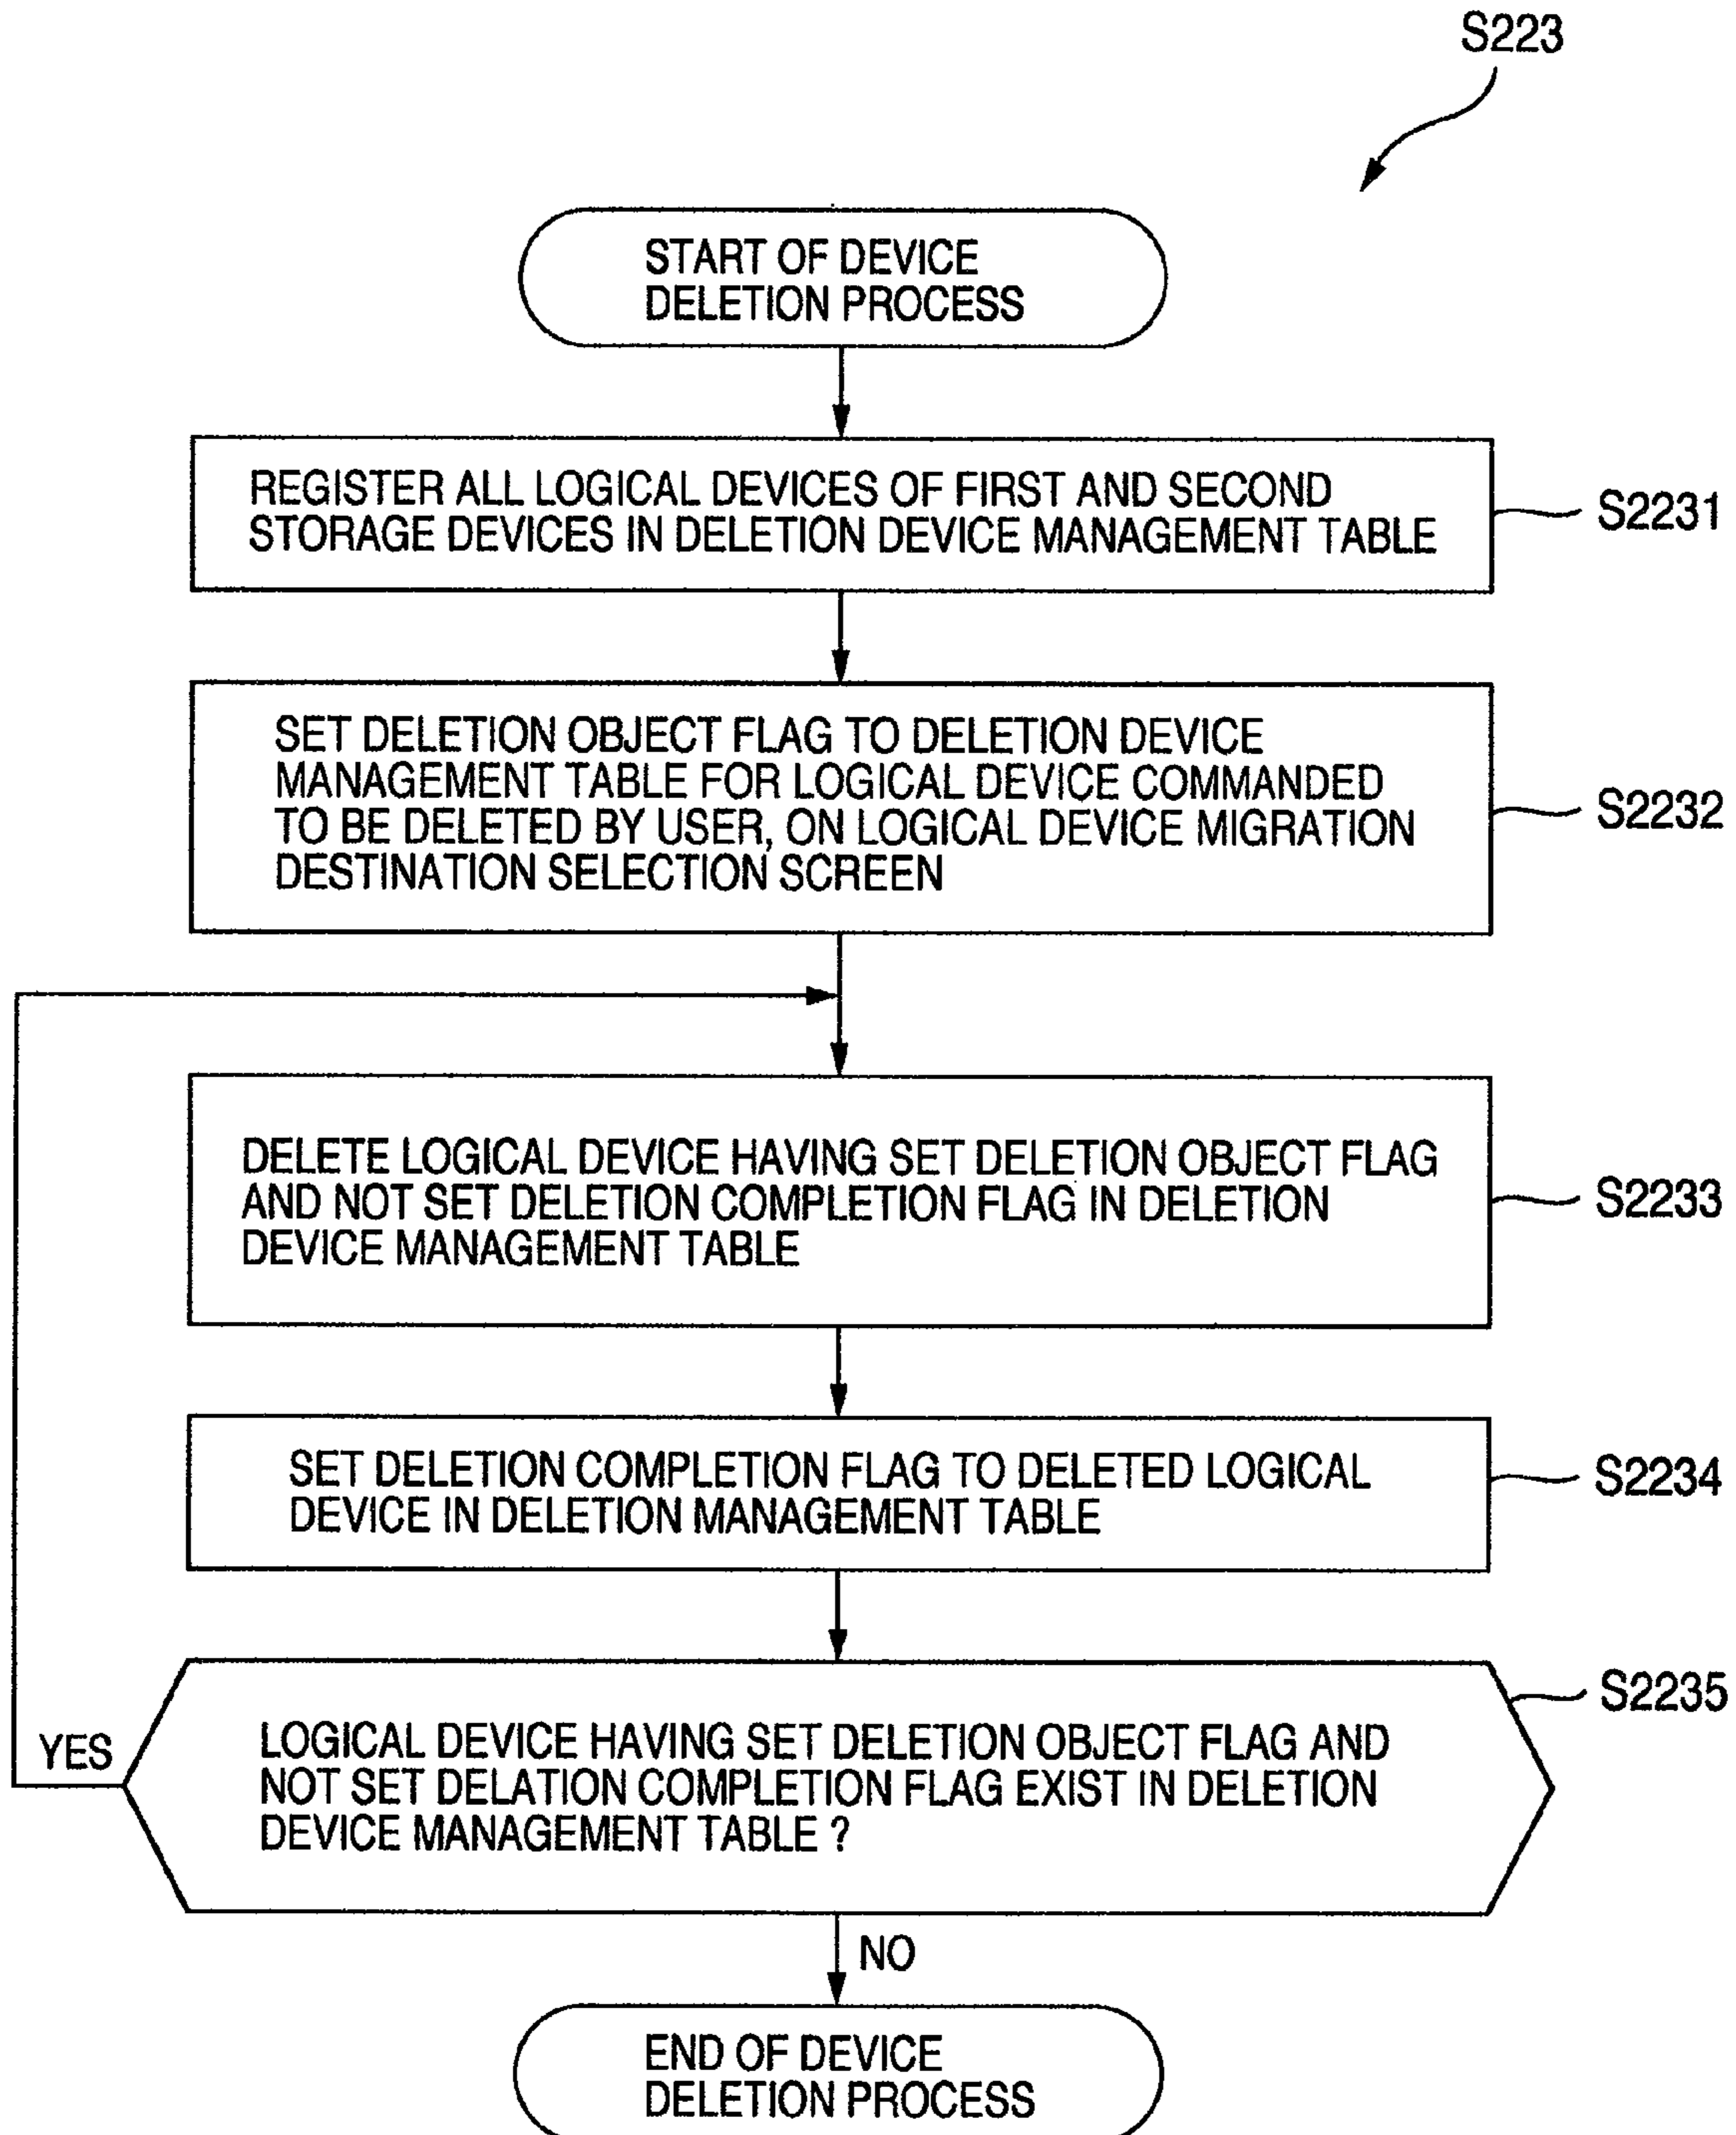 S223
START OF DEVICE
DELETION PROCESS
REGISTER ALL LOGICAL DEVICES OF FIRST AND SECOND
STORAGE DEVICES IN DELETION DEVICE MANAGEMENT TABLE
S2231
SET DELETION OBJECT FLAG TO DELETION DEVICE
MANAGEMENT TABLE FOR LOGICAL DEVICE COMMANDED
TO BE DELETED BY USER, ON LOGICAL DEVICE MIGRATION
DESTINATION SELECTION SCREEN
S2232
DELETE LOGICAL DEVICE HAVING SET DELETION OBJECT FLAG
AND NOT SET DELETION COMPLETION FLAG IN DELETION
DEVICE MANAGEMENT TABLE
S2233
SET DELETION COMPLETION FLAG TO DELETED LOGICAL
DEVICE IN DELETION MANAGEMENT TABLE
S2234
S2235
YES
LOGICAL DEVICE HAVING SET DELETION OBJECT FLAG AND
NOT SET DELATION COMPLETION FLAG EXIST IN DELETION
DEVICE MANAGEMENT TABLE ?
NO
END OF DEVICE
DELETION PROCESS